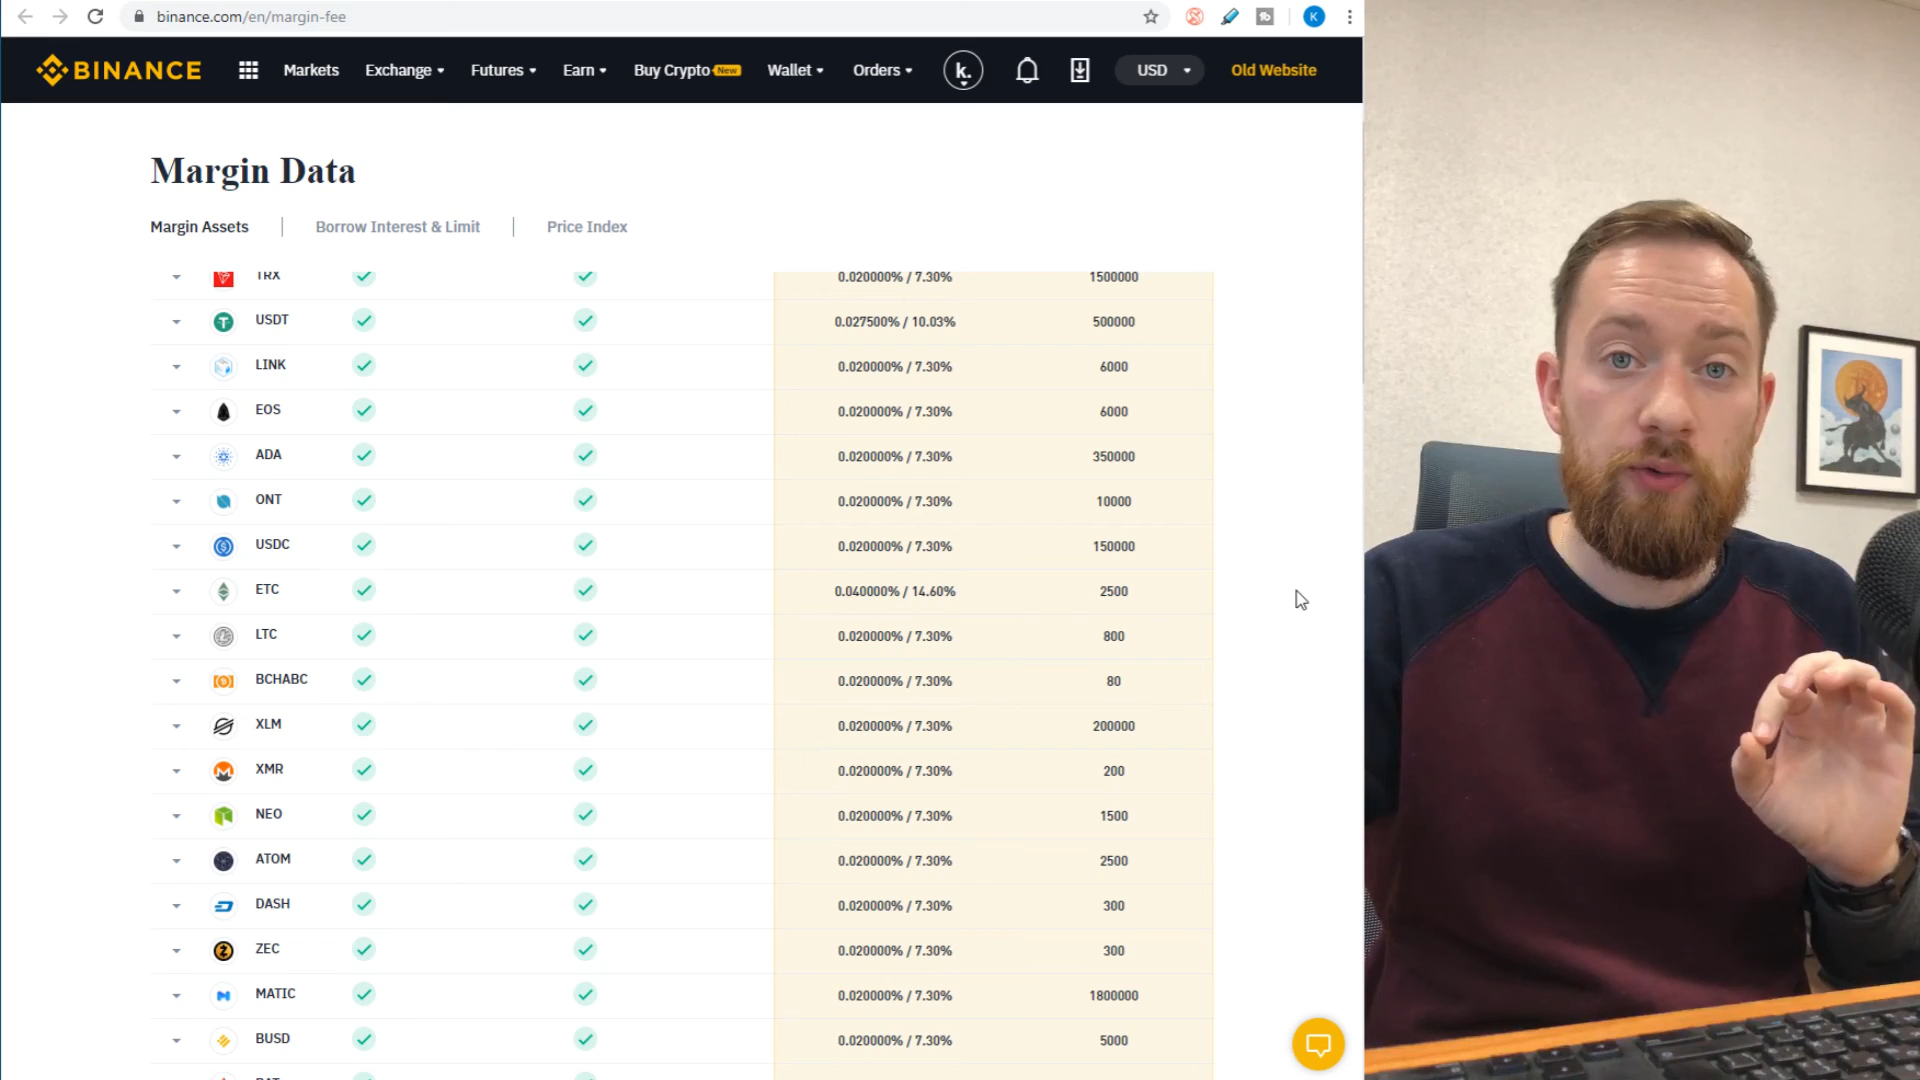 binance.com/en/margin-fee
K
BINANCE Markets Exchange Futures Earn Buy Crypto New Wallet Orders k. USD Old Website
Margin Data
Margin Assets | Borrow Interest & Limit | Price Index
TRX 0.020000% / 7.30% 1500000
USDT 0.027500% / 10.03% 500000
LINK 0.020000% / 7.30% 6000
EOS 0.020000% / 7.30% 6000
ADA 0.020000% / 7.30% 350000
ONT 0.020000% / 7.30% 10000
USDC 0.020000% / 7.30% 150000
ETC 0.040000% / 14.60% 2500
LTC 0.020000% / 7.30% 800
BCHABC 0.020000% / 7.30% 80
XLM 0.020000% / 7.30% 200000
XMR 0.020000% / 7.30% 200
NEO 0.020000% / 7.30% 1500
ATOM 0.020000% / 7.30% 2500
DASH 0.020000% / 7.30% 300
ZEC 0.020000% / 7.30% 300
MATIC 0.020000% / 7.30% 1800000
BUSD 0.020000% / 7.30% 5000